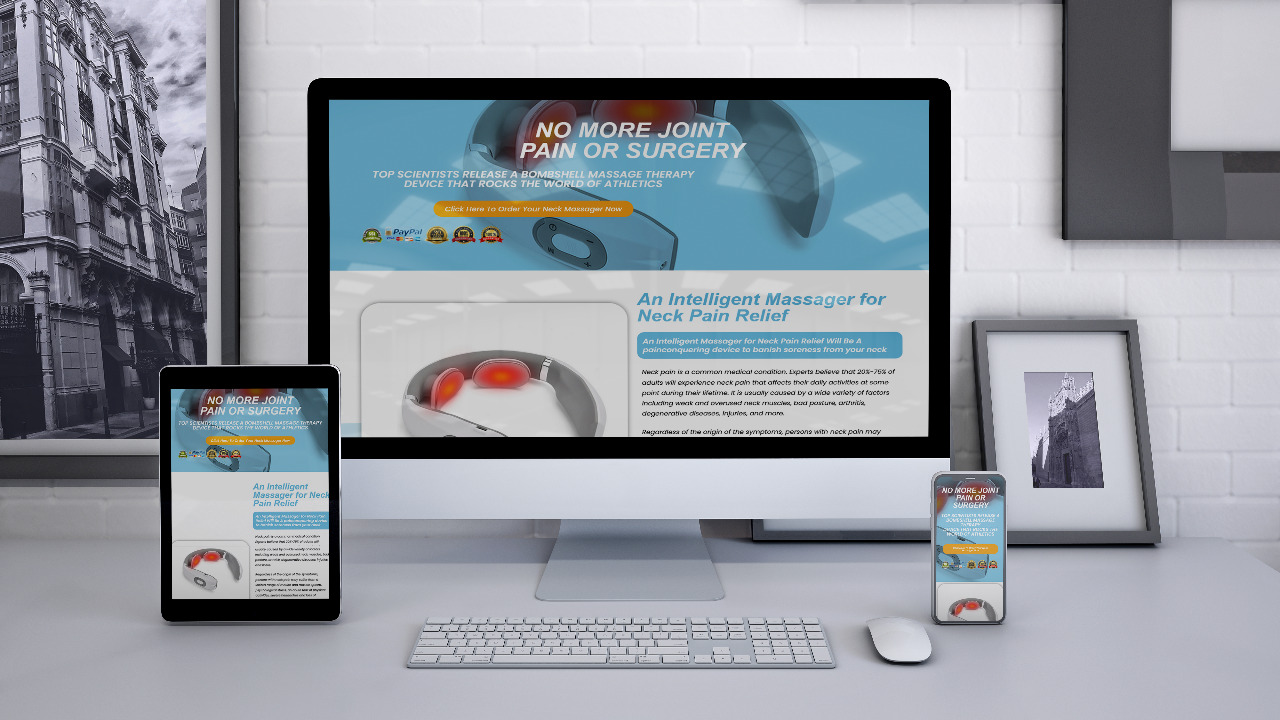 NO MORE JOINT
PAIN OR SURGERY
TOP SCIENTISTS RELEASE A BOMBSHELL MASSAGE THERAPY
DEVICE THAT ROCKS THE WORLD OF ATHLETICS
Click Here To Order Your Neck Massager Now
PayPal
An Intelligent Massager for
Neck Pain Relief
An Intelligent Massager for Neck Pain Relief Will Be A
painconquering device to banish soreness from your neck
Neck pain is a common medical condition. Experts believe that 20%-75% of
adults will experience neck pain that affects their daily activities at some
point during their lifetime. It is usually caused by a wide variety of factors
including weak and overused neck muscles, bad posture, arthritis,
degenerative diseases, injuries, and more.
Regardless of the origin of the symptoms, persons with neck pain may
NO MORE JOINT
PAIN OR SURGERY
TOP SCIENTISTS RELEASE A BOMBSHELL MASSAGE THERAPY
DEVICE THAT ROCKS THE WORLD OF ATHLETICS
Click Here To Order Your Neck Massager Now
An Intelligent
Massager for Neck
Pain Relief
NO MORE JOINT
PAIN OR
SURGERY
TOP SCIENTISTS RELEASE A
BOMBSHELL MASSAGE
THERAPY
DEVICE THAT ROCKS THE
WORLD OF ATHLETICS